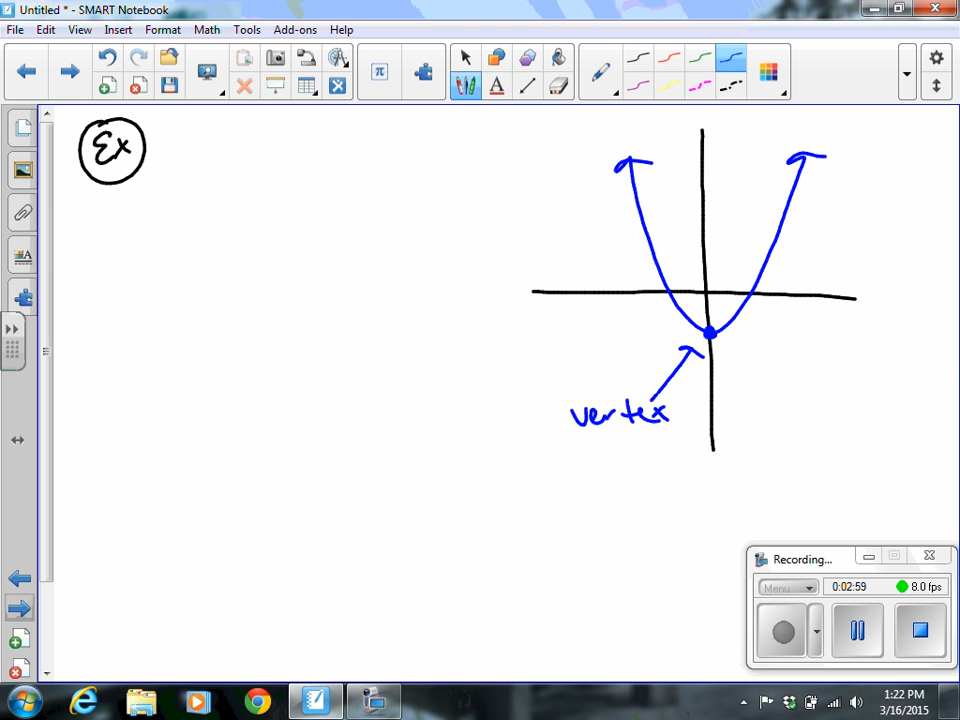 Untitled * - SMART Notebook
File Edit View Insert Format Math Tools Add-ons Help
π
A
Ex
vertex
Recording...
Menu 0:02:59 8.0 fps
1:22 PM
3/16/2015